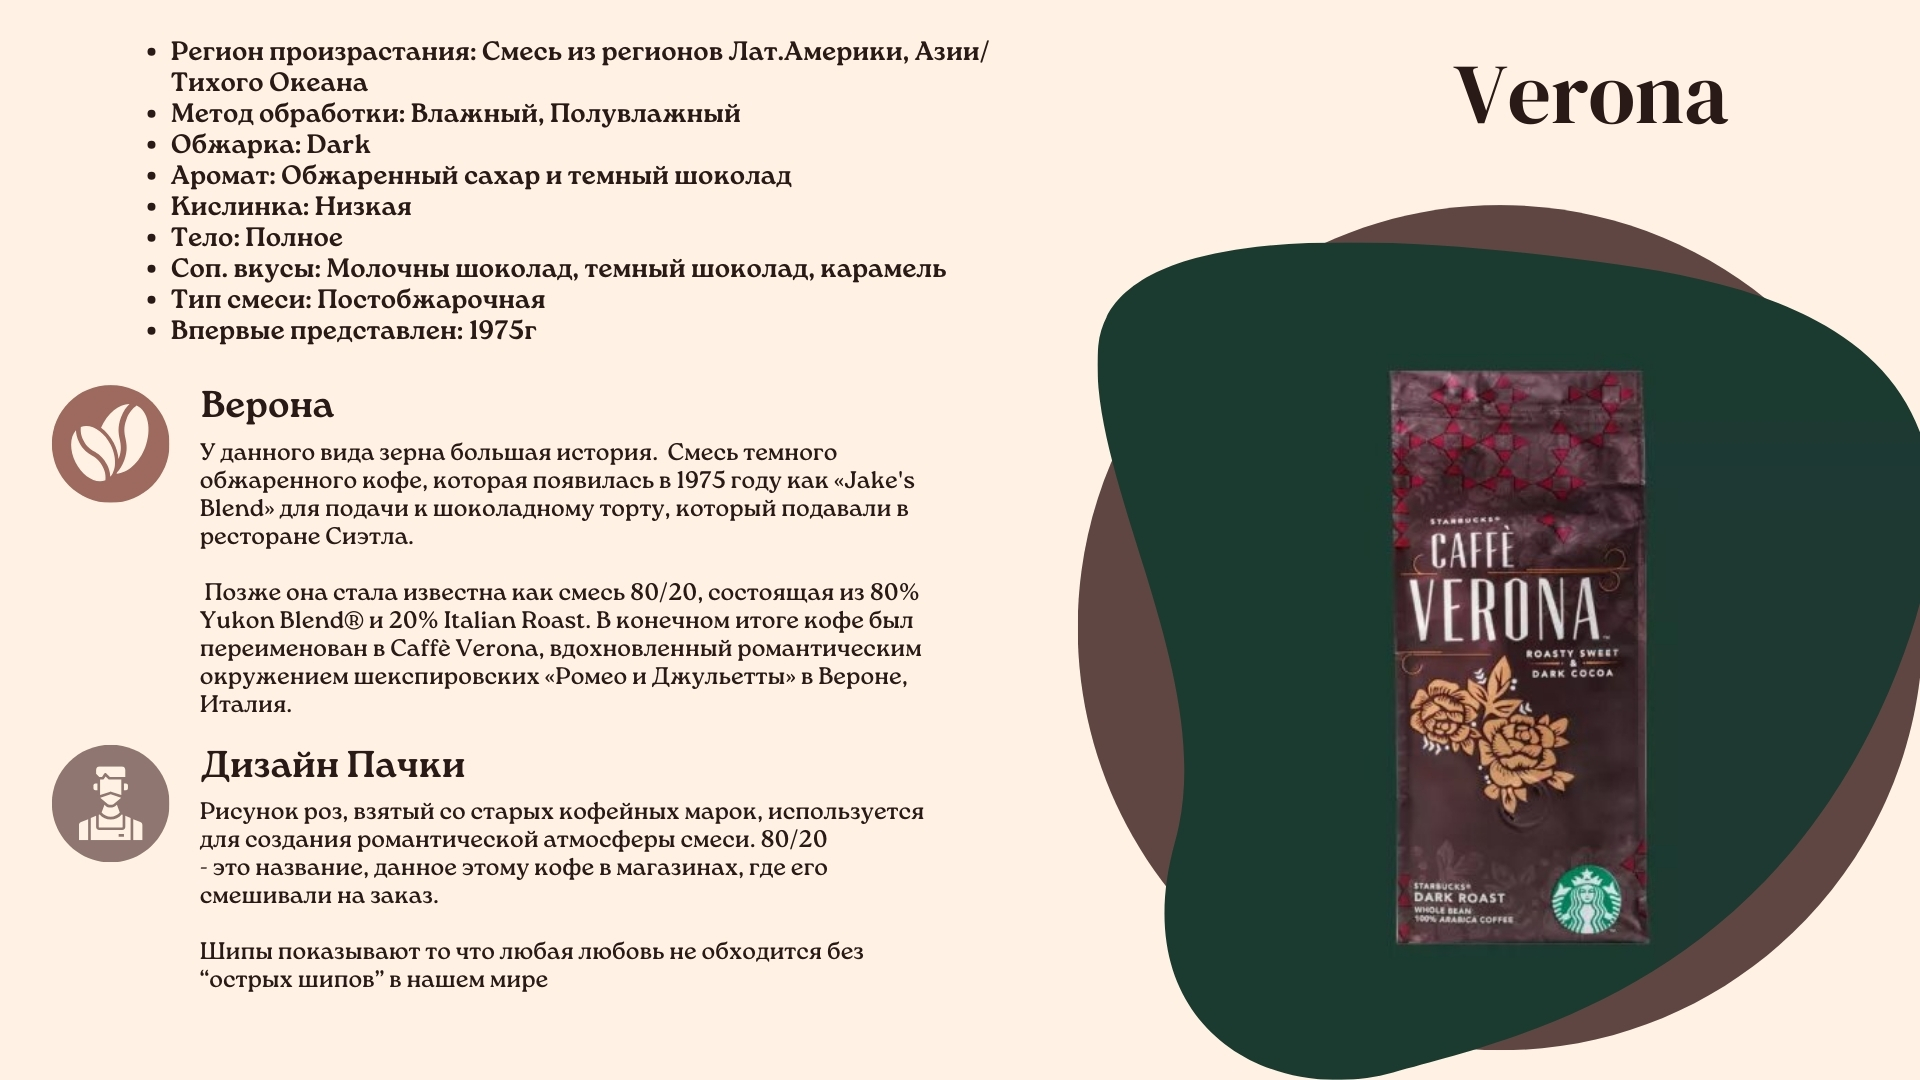 • Регион произрастания: Смесь из регионов Лат.Америки, Азии/
Тихого Океана
• Метод обработки: Влажный, Полувлажный
• Обжарка: Dark
• Аромат: Обжаренный сахар и темный шоколад
• Кислинка: Низкая
• Тело: Полное
• Соп. вкусы: Молочны шоколад, темный шоколад, карамель
• Тип смеси: Постобжарочная
• Впервые представлен: 1975г
Верона
У данного вида зерна большая история.  Смесь темного
обжаренного кофе, которая появилась в 1975 году как «Jake's
Blend» для подачи к шоколадному торту, который подавали в
ресторане Сиэтла.
Позже она стала известна как смесь 80/20, состоящая из 80%
Yukon Blend® и 20% Italian Roast. В конечном итоге кофе был
переименован в Caffè Verona, вдохновленный романтическим
окружением шекспировских «Ромео и Джульетты» в Вероне,
Италия.
Дизайн Пачки
Рисунок роз, взятый со старых кофейных марок, используется
для создания романтической атмосферы смеси. 80/20
- это название, данное этому кофе в магазинах, где его
смешивали на заказ.
Шипы показывают то что любая любовь не обходится без
“острых шипов” в нашем мире
Verona
STARBUCKS®
CAFFÈ
VERONA™
ROASTY SWEET
&
DARK COCOA
STARBUCKS®
DARK ROAST
WHOLE BEAN
100% ARABICA COFFEE